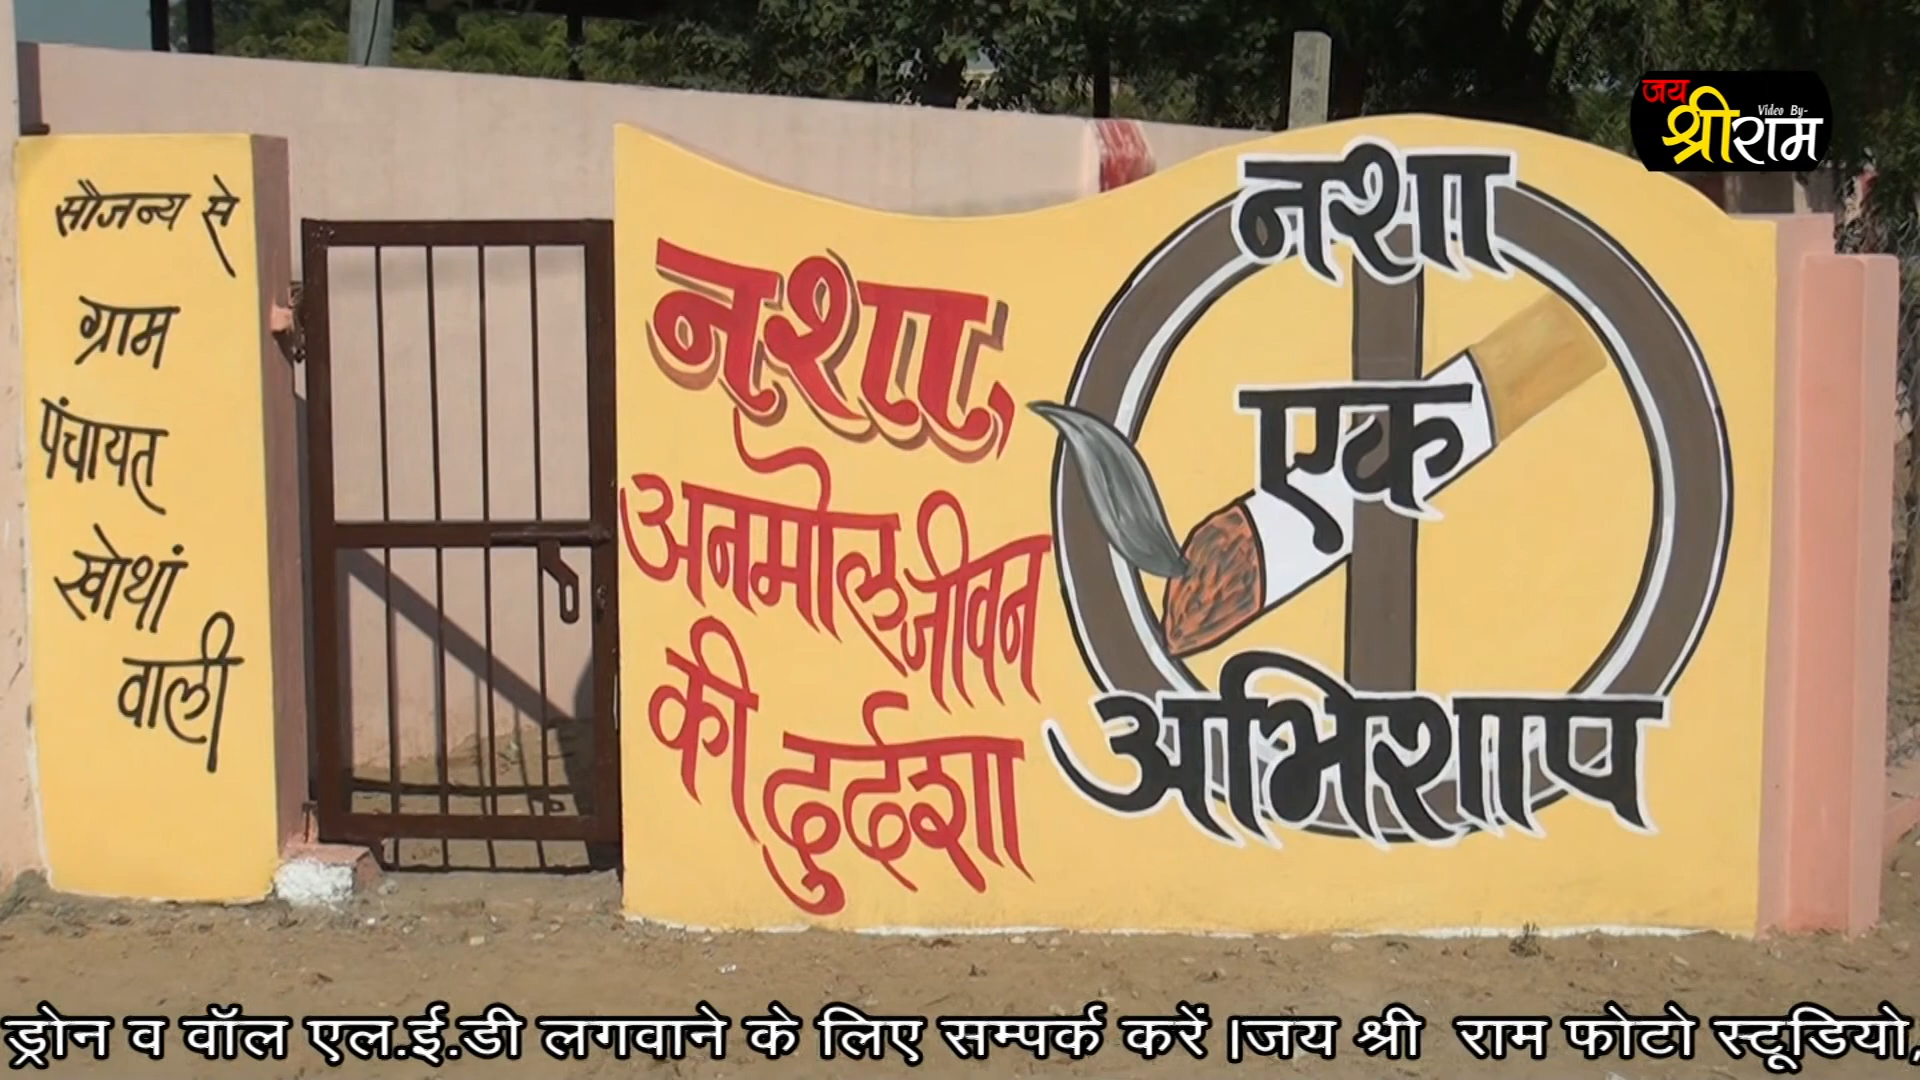 सौजन्य से
ग्राम
पंचायत
खोथां
वाली
नशा,
अनमोल जीवन
की दुर्दशा
नशा
एक
अभिशाप
जय
Video By-
श्रीराम
ड्रोन व वॉल एल.ई.डी लगवाने के लिए सम्पर्क करें |जय श्री राम फोटो स्टूडियो,